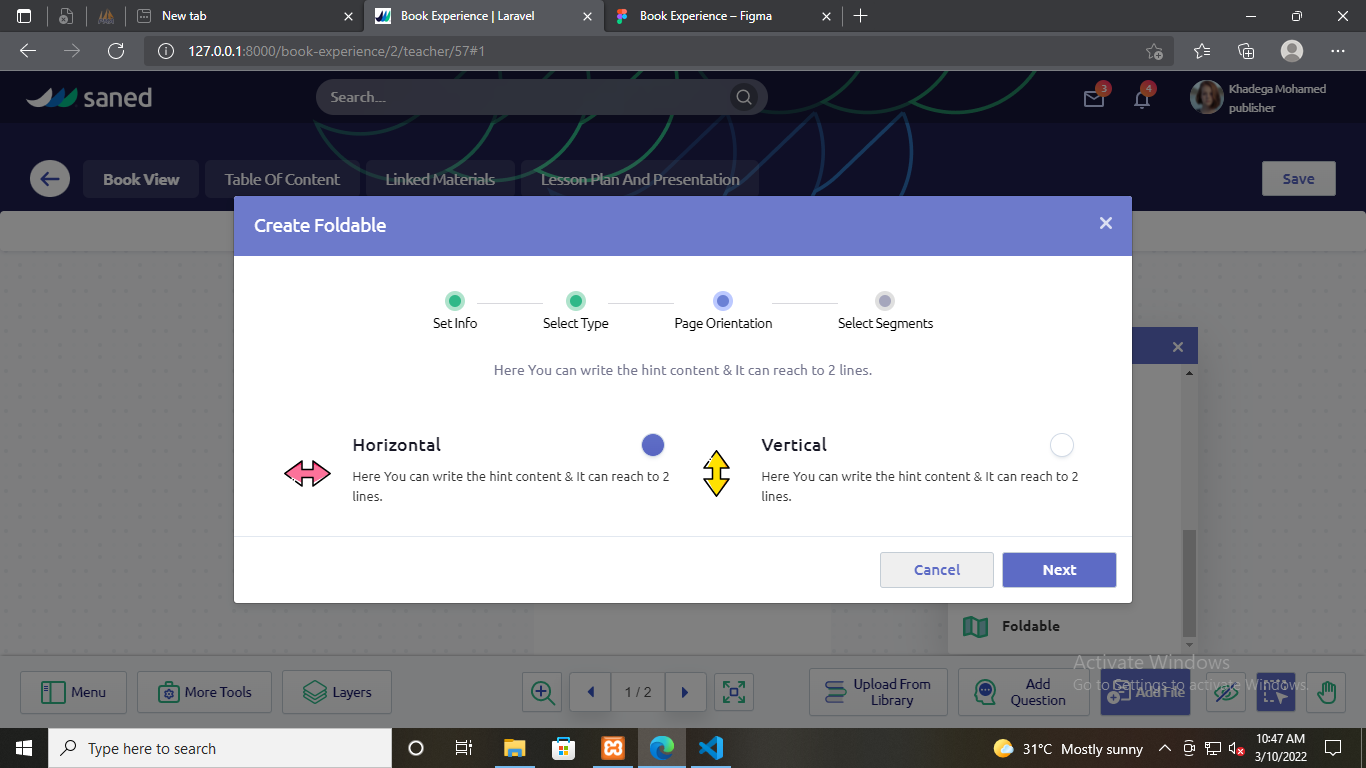 New tab
Book Experience | Laravel
Book Experience – Figma
127.0.0.1:8000/book-experience/2/teacher/57#1
saned
Search...
3
4
Khadega Mohamed
publisher
Book View
Table Of Content
Linked Materials
Lesson Plan And Presentation
Save
Create Foldable
Set Info
Select Type
Page Orientation
Select Segments
Here You can write the hint content & It can reach to 2 lines.
Horizontal
Here You can write the hint content & It can reach to 2
lines.
Vertical
Here You can write the hint content & It can reach to 2
lines.
Cancel
Next
Foldable
Activate Windows
Go to Settings to activate Windows.
Menu
More Tools
Layers
1 / 2
Upload From
Library
Add
Question
Add File
Type here to search
31°C Mostly sunny
10:47 AM
3/10/2022